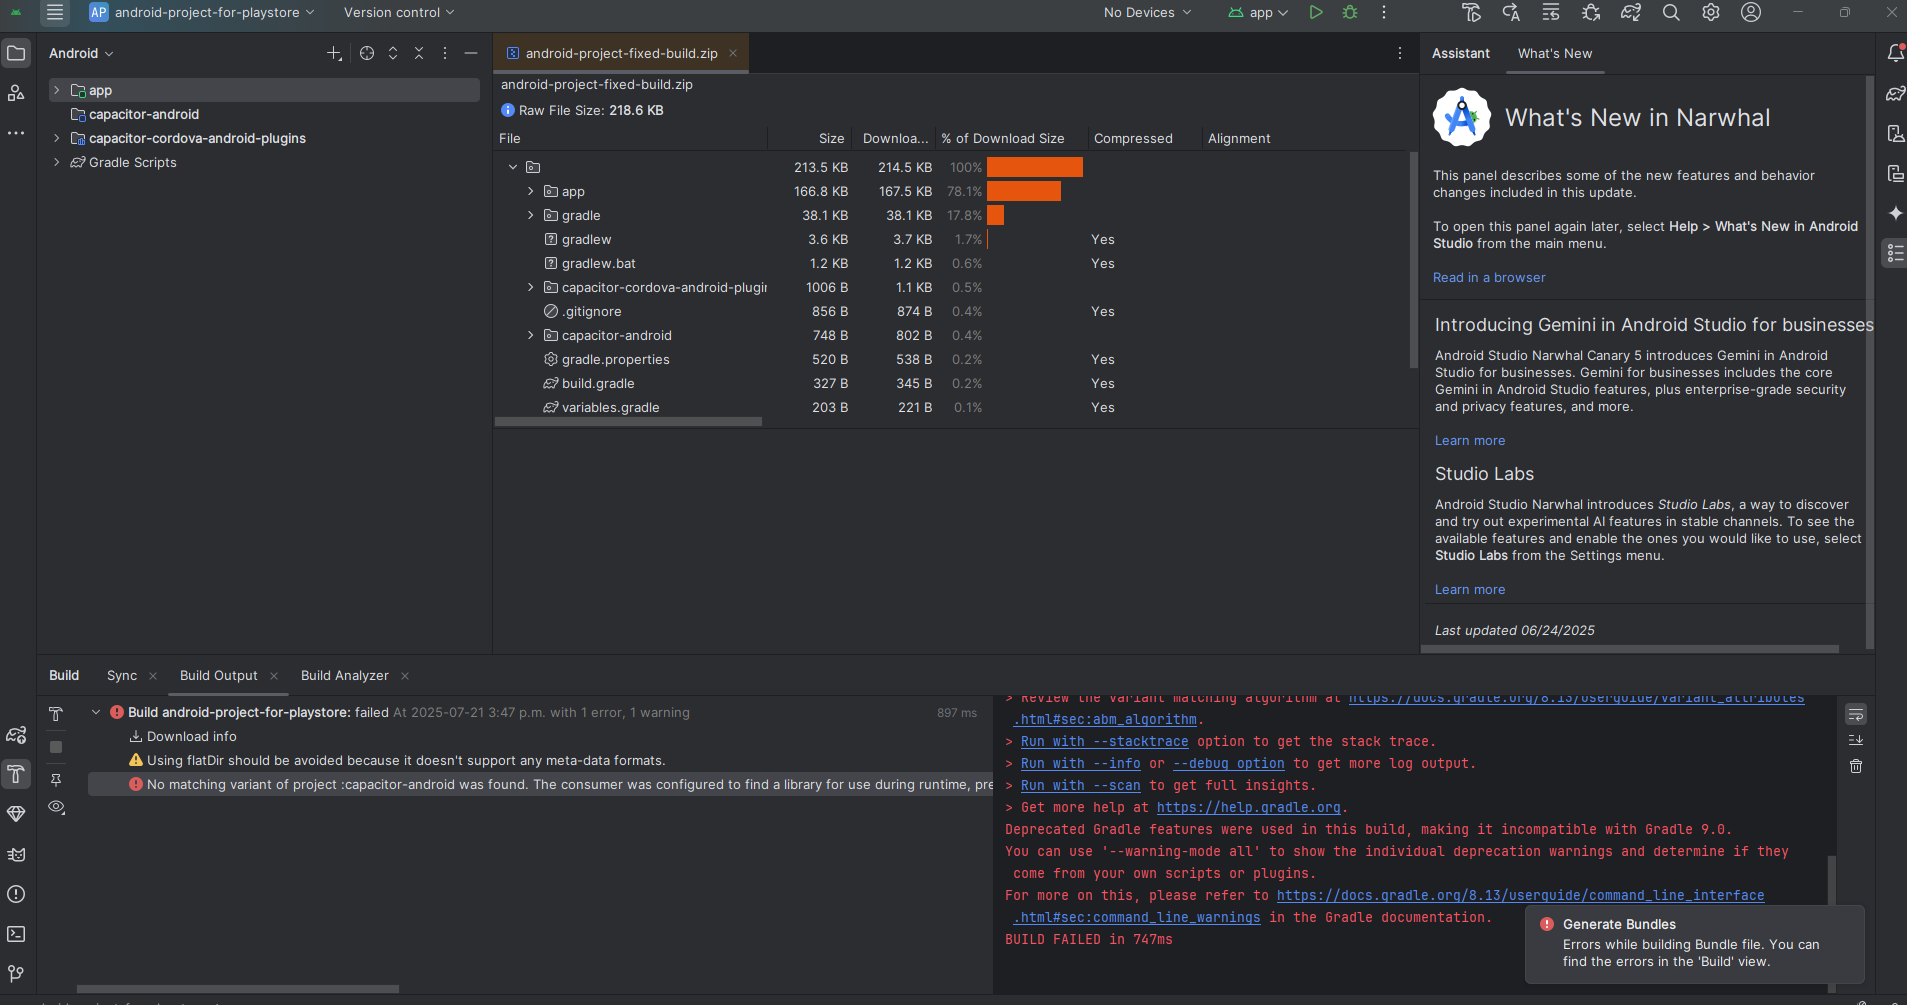 AP android-project-for-playstore
Version control
No Devices
app
Android
app
capacitor-android
capacitor-cordova-android-plugins
Gradle Scripts
android-project-fixed-build.zip
android-project-fixed-build.zip
Raw File Size: 218.6 KB
File Size Downloa... % of Download Size Compressed Alignment
213.5 KB 214.5 KB 100%
app 166.8 KB 167.5 KB 78.1%
gradle 38.1 KB 38.1 KB 17.8%
gradlew 3.6 KB 3.7 KB 1.7% Yes
gradlew.bat 1.2 KB 1.2 KB 0.6% Yes
capacitor-cordova-android-plugin 1006 B 1.1 KB 0.5%
.gitignore 856 B 874 B 0.4% Yes
capacitor-android 748 B 802 B 0.4%
gradle.properties 520 B 538 B 0.2% Yes
build.gradle 327 B 345 B 0.2% Yes
variables.gradle 203 B 221 B 0.1% Yes
Assistant What's New
What's New in Narwhal
This panel describes some of the new features and behavior
changes included in this update.
To open this panel again later, select Help > What's New in Android
Studio from the main menu.
Read in a browser
Introducing Gemini in Android Studio for businesses
Android Studio Narwhal Canary 5 introduces Gemini in Android
Studio for businesses. Gemini for businesses includes the core
Gemini in Android Studio features, plus enterprise-grade security
and privacy features, and more.
Learn more
Studio Labs
Android Studio Narwhal introduces Studio Labs, a way to discover
and try out experimental AI features in stable channels. To see the
available features and enable the ones you would like to use, select
Studio Labs from the Settings menu.
Learn more
Last updated 06/24/2025
Build Sync Build Output Build Analyzer
Build android-project-for-playstore: failed At 2025-07-21 3:47 p.m. with 1 error, 1 warning 897 ms
Download info
Using flatDir should be avoided because it doesn't support any meta-data formats.
No matching variant of project :capacitor-android was found. The consumer was configured to find a library for use during runtime, pre
> Review the variant matching algorithm at https://docs.gradle.org/8.13/userguide/variant_attributes
.html#sec:abm_algorithm.
> Run with --stacktrace option to get the stack trace.
> Run with --info or --debug option to get more log output.
> Run with --scan to get full insights.
> Get more help at https://help.gradle.org.
Deprecated Gradle features were used in this build, making it incompatible with Gradle 9.0.
You can use '--warning-mode all' to show the individual deprecation warnings and determine if they
come from your own scripts or plugins.
For more on this, please refer to https://docs.gradle.org/8.13/userguide/command_line_interface
.html#sec:command_line_warnings in the Gradle documentation.
BUILD FAILED in 747ms
Generate Bundles
Errors while building Bundle file. You can
find the errors in the 'Build' view.